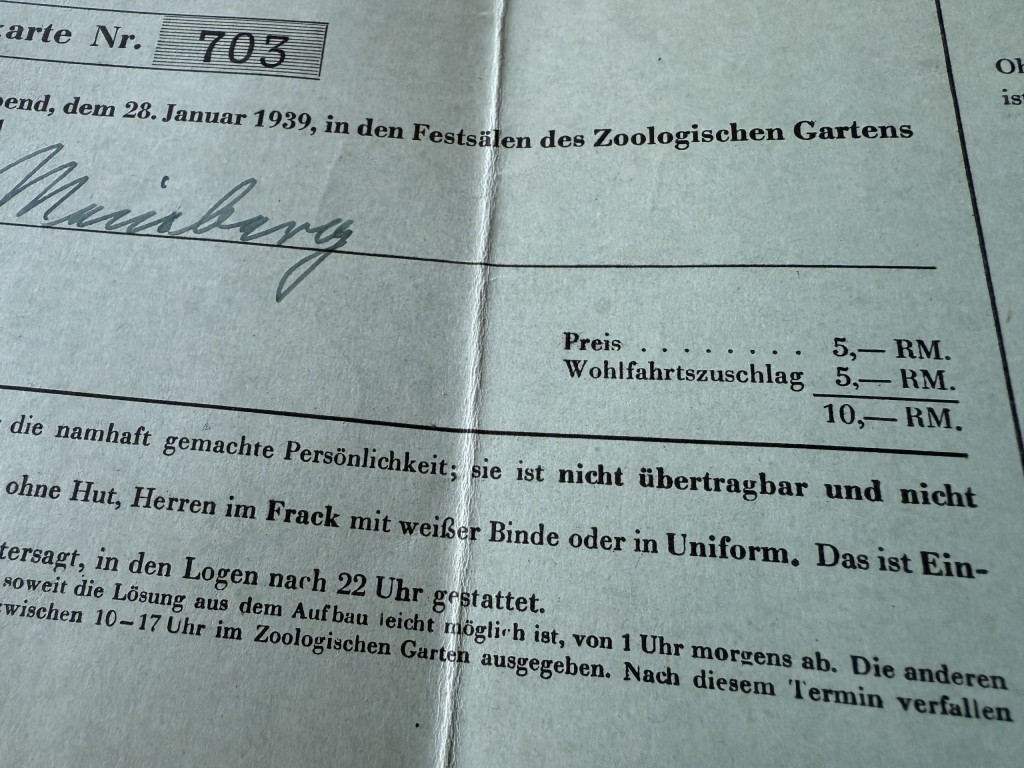 karte Nr. 703
bend, dem 28. Januar 1939, in den Festsälen des Zoologischen Gartens
Preis . . . . . . . . 5,— RM.
Wohlfahrtszuschlag 5,— RM.
10,— RM.
die namhaft gemachte Persönlichkeit; sie ist nicht übertragbar und nicht
ohne Hut, Herren im Frack mit weißer Binde oder in Uniform. Das ist Ein-
tersagt, in den Logen nach 22 Uhr gestattet.
soweit die Lösung aus dem Aufbau leicht möglich ist, von 1 Uhr morgens ab. Die anderen
zwischen 10–17 Uhr im Zoologischen Garten ausgegeben. Nach diesem Termin verfallen
Ob
ist